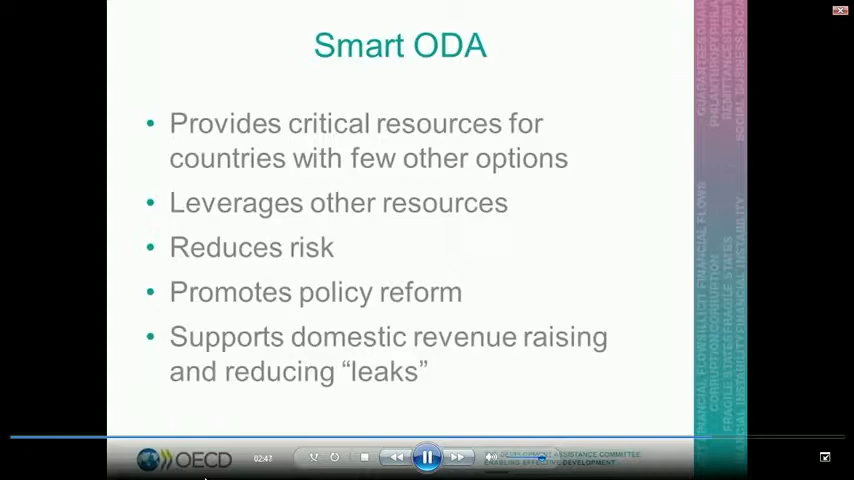 Smart ODA
• Provides critical resources for
countries with few other options
• Leverages other resources
• Reduces risk
• Promotes policy reform
• Supports domestic revenue raising
and reducing “leaks”
OECD
02:47
DEVELOPMENT ASSISTANCE COMMITTEE
ENABLING EFFECTIVE DEVELOPMENT